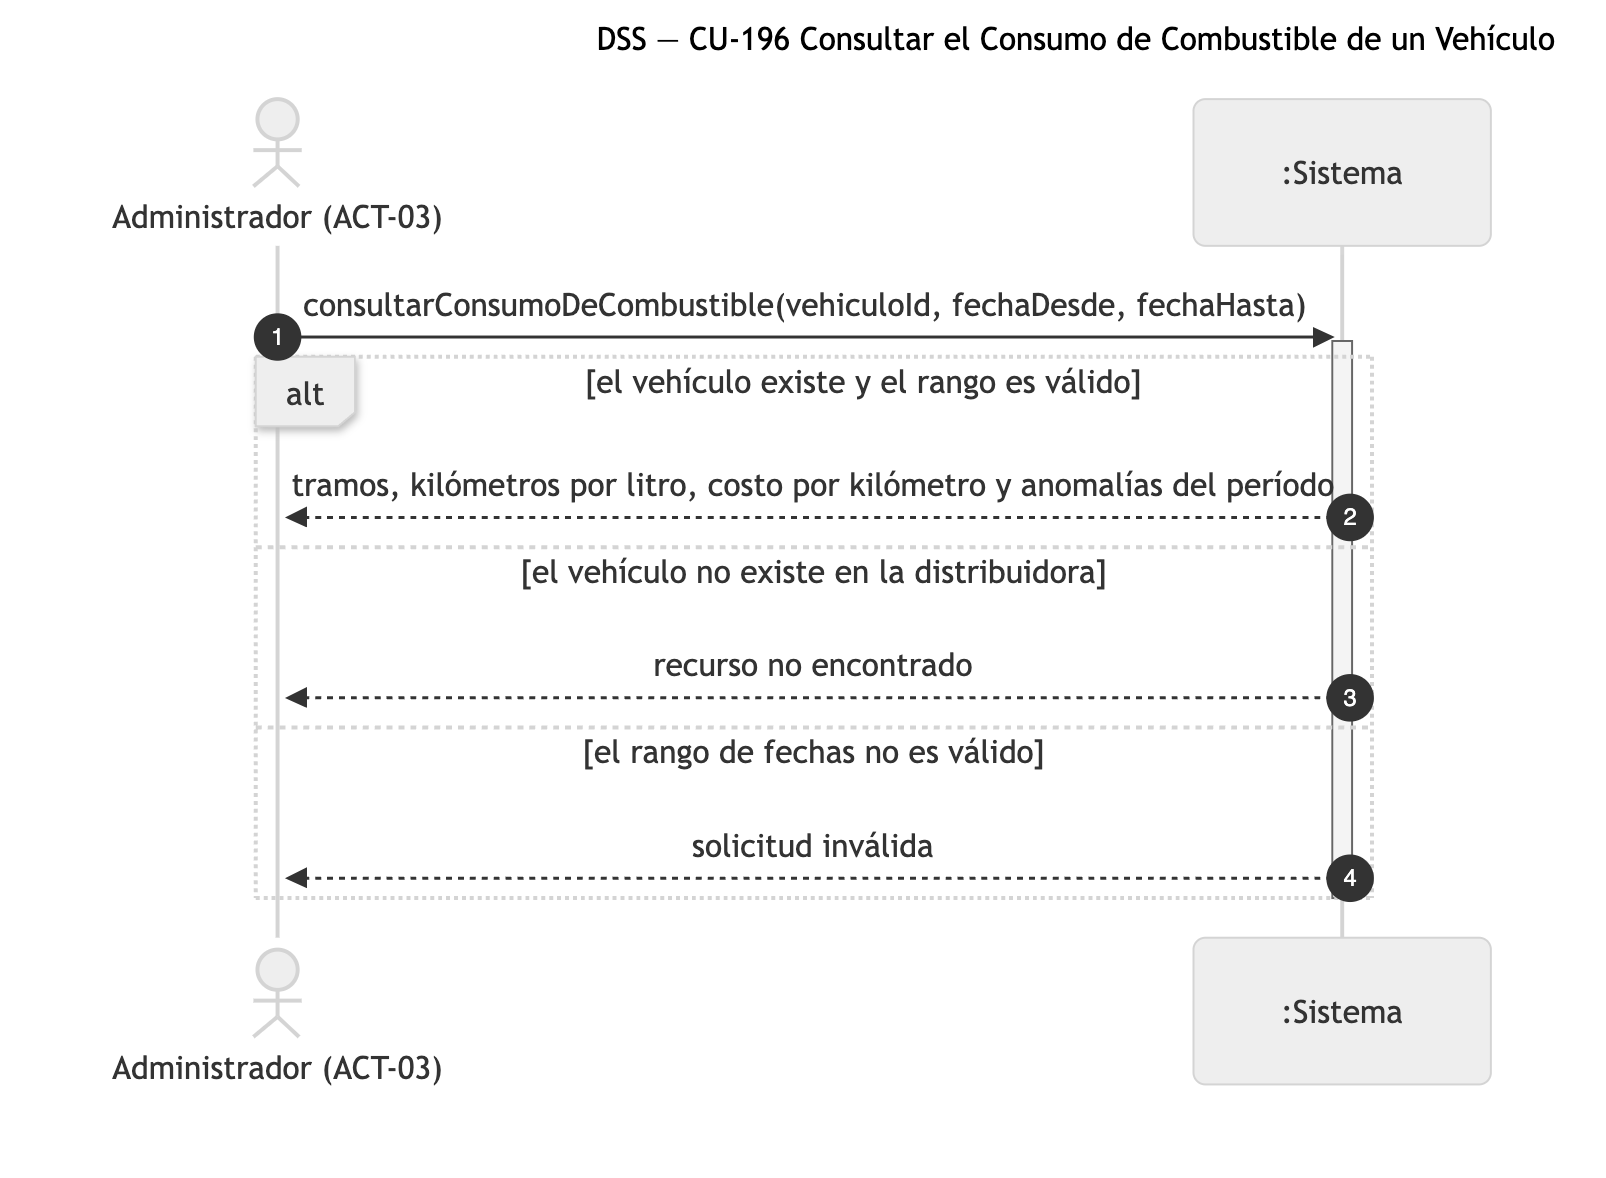 DSS — CU-196 Consultar el Consumo de Combustible de un Vehículo
:Sistema
Administrador (ACT-03)
consultarConsumoDeCombustible(vehiculoId, fechaDesde, fechaHasta)
1
alt
[el vehículo existe y el rango es válido]
tramos, kilómetros por litro, costo por kilómetro y anomalías del período
2
[el vehículo no existe en la distribuidora]
recurso no encontrado
3
[el rango de fechas no es válido]
solicitud inválida
4
:Sistema
Administrador (ACT-03)